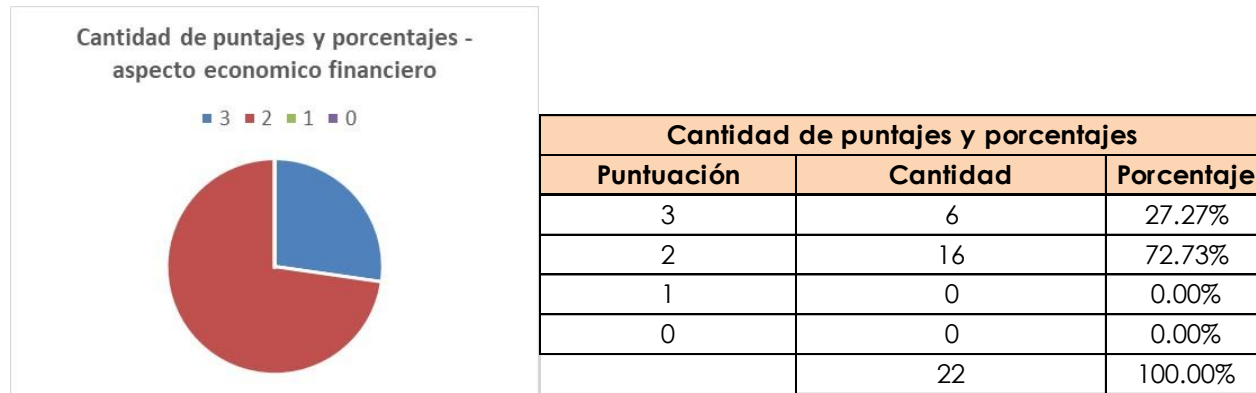 Cantidad de puntajes y porcentajes -
aspecto economico financiero
3 2 1 0
Cantidad de puntajes y porcentajes
Puntuación Cantidad Porcentaje
3 6 27.27%
2 16 72.73%
1 0 0.00%
0 0 0.00%
22 100.00%